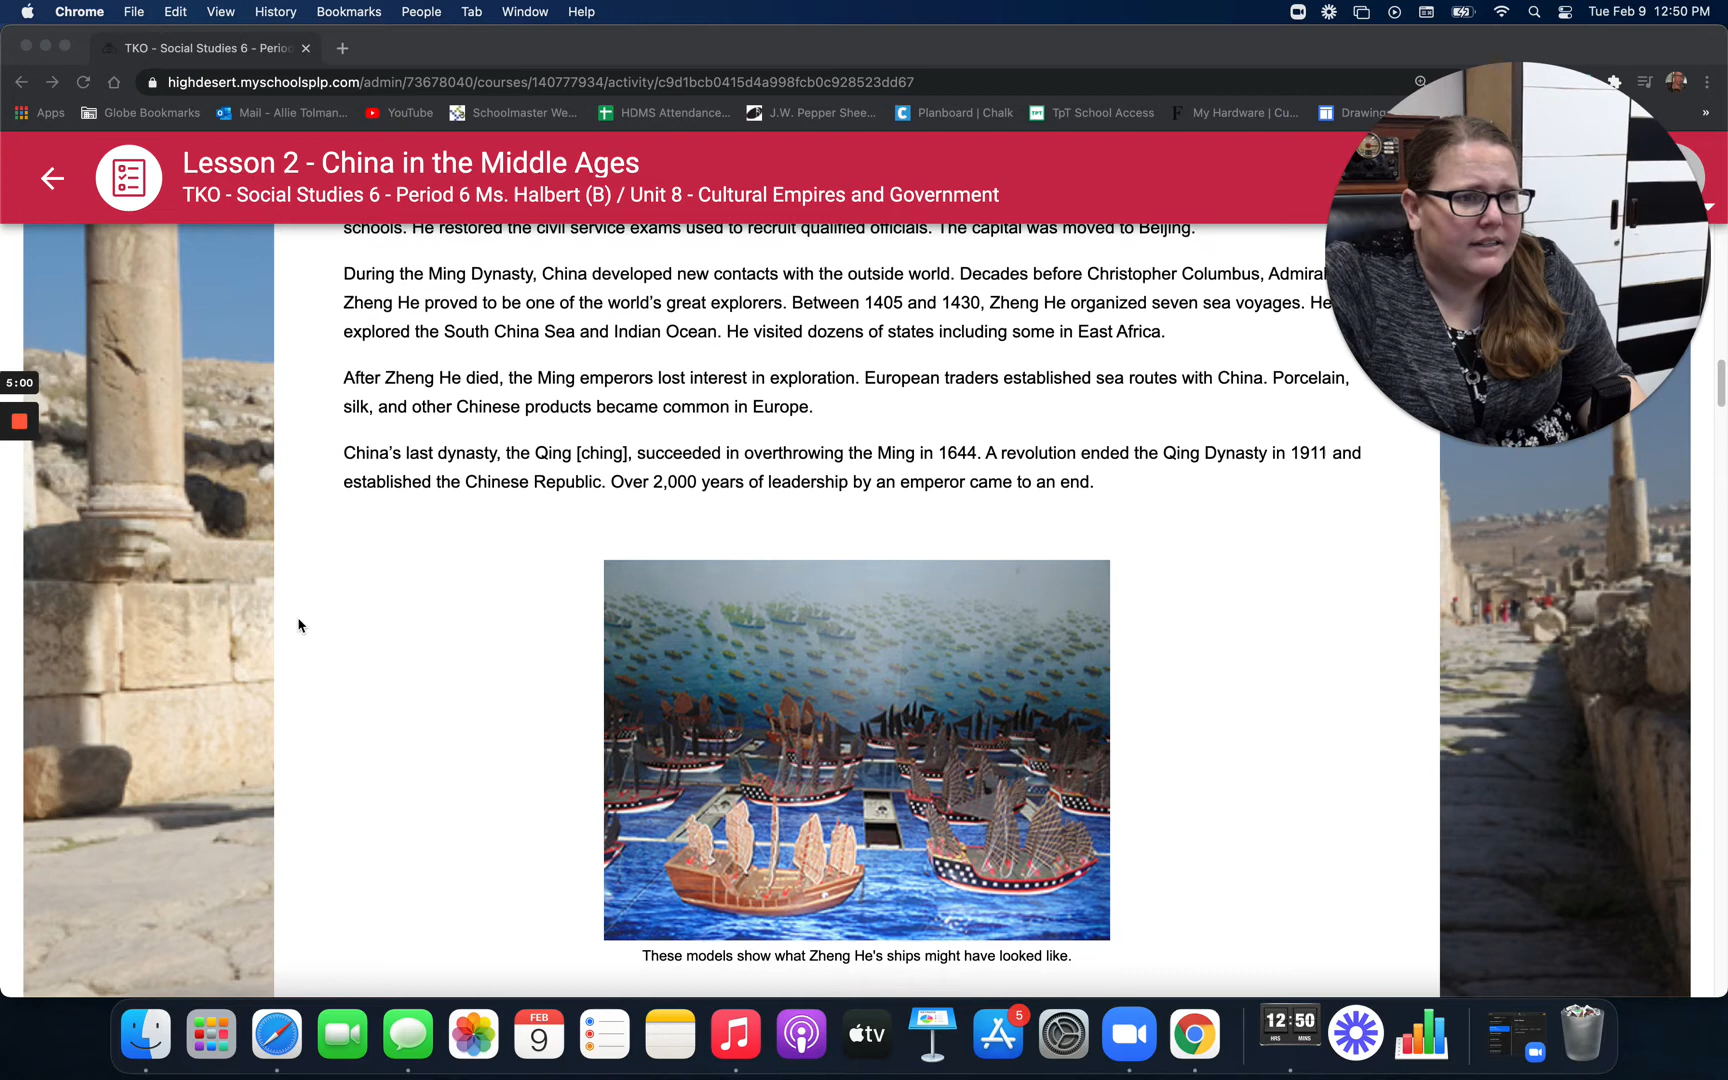 Chrome File Edit View History Bookmarks People Tab Window Help Tue Feb 9 12:50 PM
TKO - Social Studies 6 - Perio
highdesert.myschoolsplp.com/admin/73678040/courses/140777934/activity/c9d1bcb0415d4a998fcb0c928523dd67
Apps Globe Bookmarks Mail - Allie Tolman... YouTube Schoolmaster We... HDMS Attendance... J.W. Pepper Shee... Planboard | Chalk TpT School Access My Hardware | Cu... Drawing
Lesson 2 - China in the Middle Ages
TKO - Social Studies 6 - Period 6 Ms. Halbert (B) / Unit 8 - Cultural Empires and Government
schools. He restored the civil service exams used to recruit qualified officials. The capital was moved to Beijing.
During the Ming Dynasty, China developed new contacts with the outside world. Decades before Christopher Columbus, Admiral
Zheng He proved to be one of the world's great explorers. Between 1405 and 1430, Zheng He organized seven sea voyages. He
explored the South China Sea and Indian Ocean. He visited dozens of states including some in East Africa.
After Zheng He died, the Ming emperors lost interest in exploration. European traders established sea routes with China. Porcelain,
silk, and other Chinese products became common in Europe.
China's last dynasty, the Qing [ching], succeeded in overthrowing the Ming in 1644. A revolution ended the Qing Dynasty in 1911 and
established the Chinese Republic. Over 2,000 years of leadership by an emperor came to an end.
5:00
These models show what Zheng He's ships might have looked like.
FEB
9
tv
5
12:50
HRS MINS